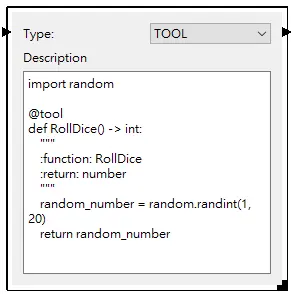 Type: TOOL
Description
import random

@tool
def RollDice() -> int:
    """
    :function: RollDice
    :return: number
    """
    random_number = random.randint(1,
20)
    return random_number